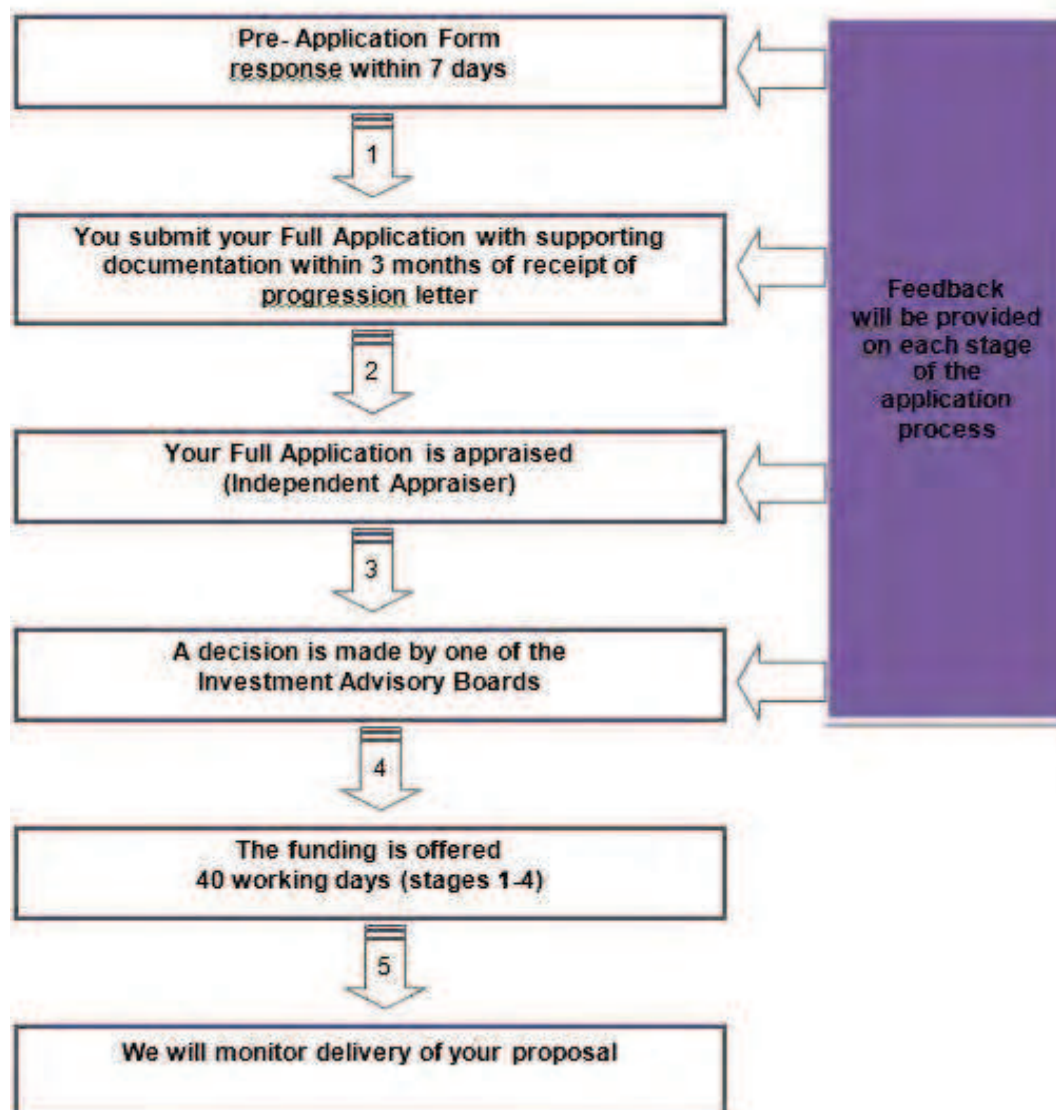 Pre- Application Form
response within 7 days
1
You submit your Full Application with supporting
documentation within 3 months of receipt of
progression letter
2
Your Full Application is appraised
(Independent Appraiser)
3
A decision is made by one of the
Investment Advisory Boards
4
The funding is offered
40 working days (stages 1-4)
5
We will monitor delivery of your proposal
Feedback
will be provided
on each stage
of the
application
process